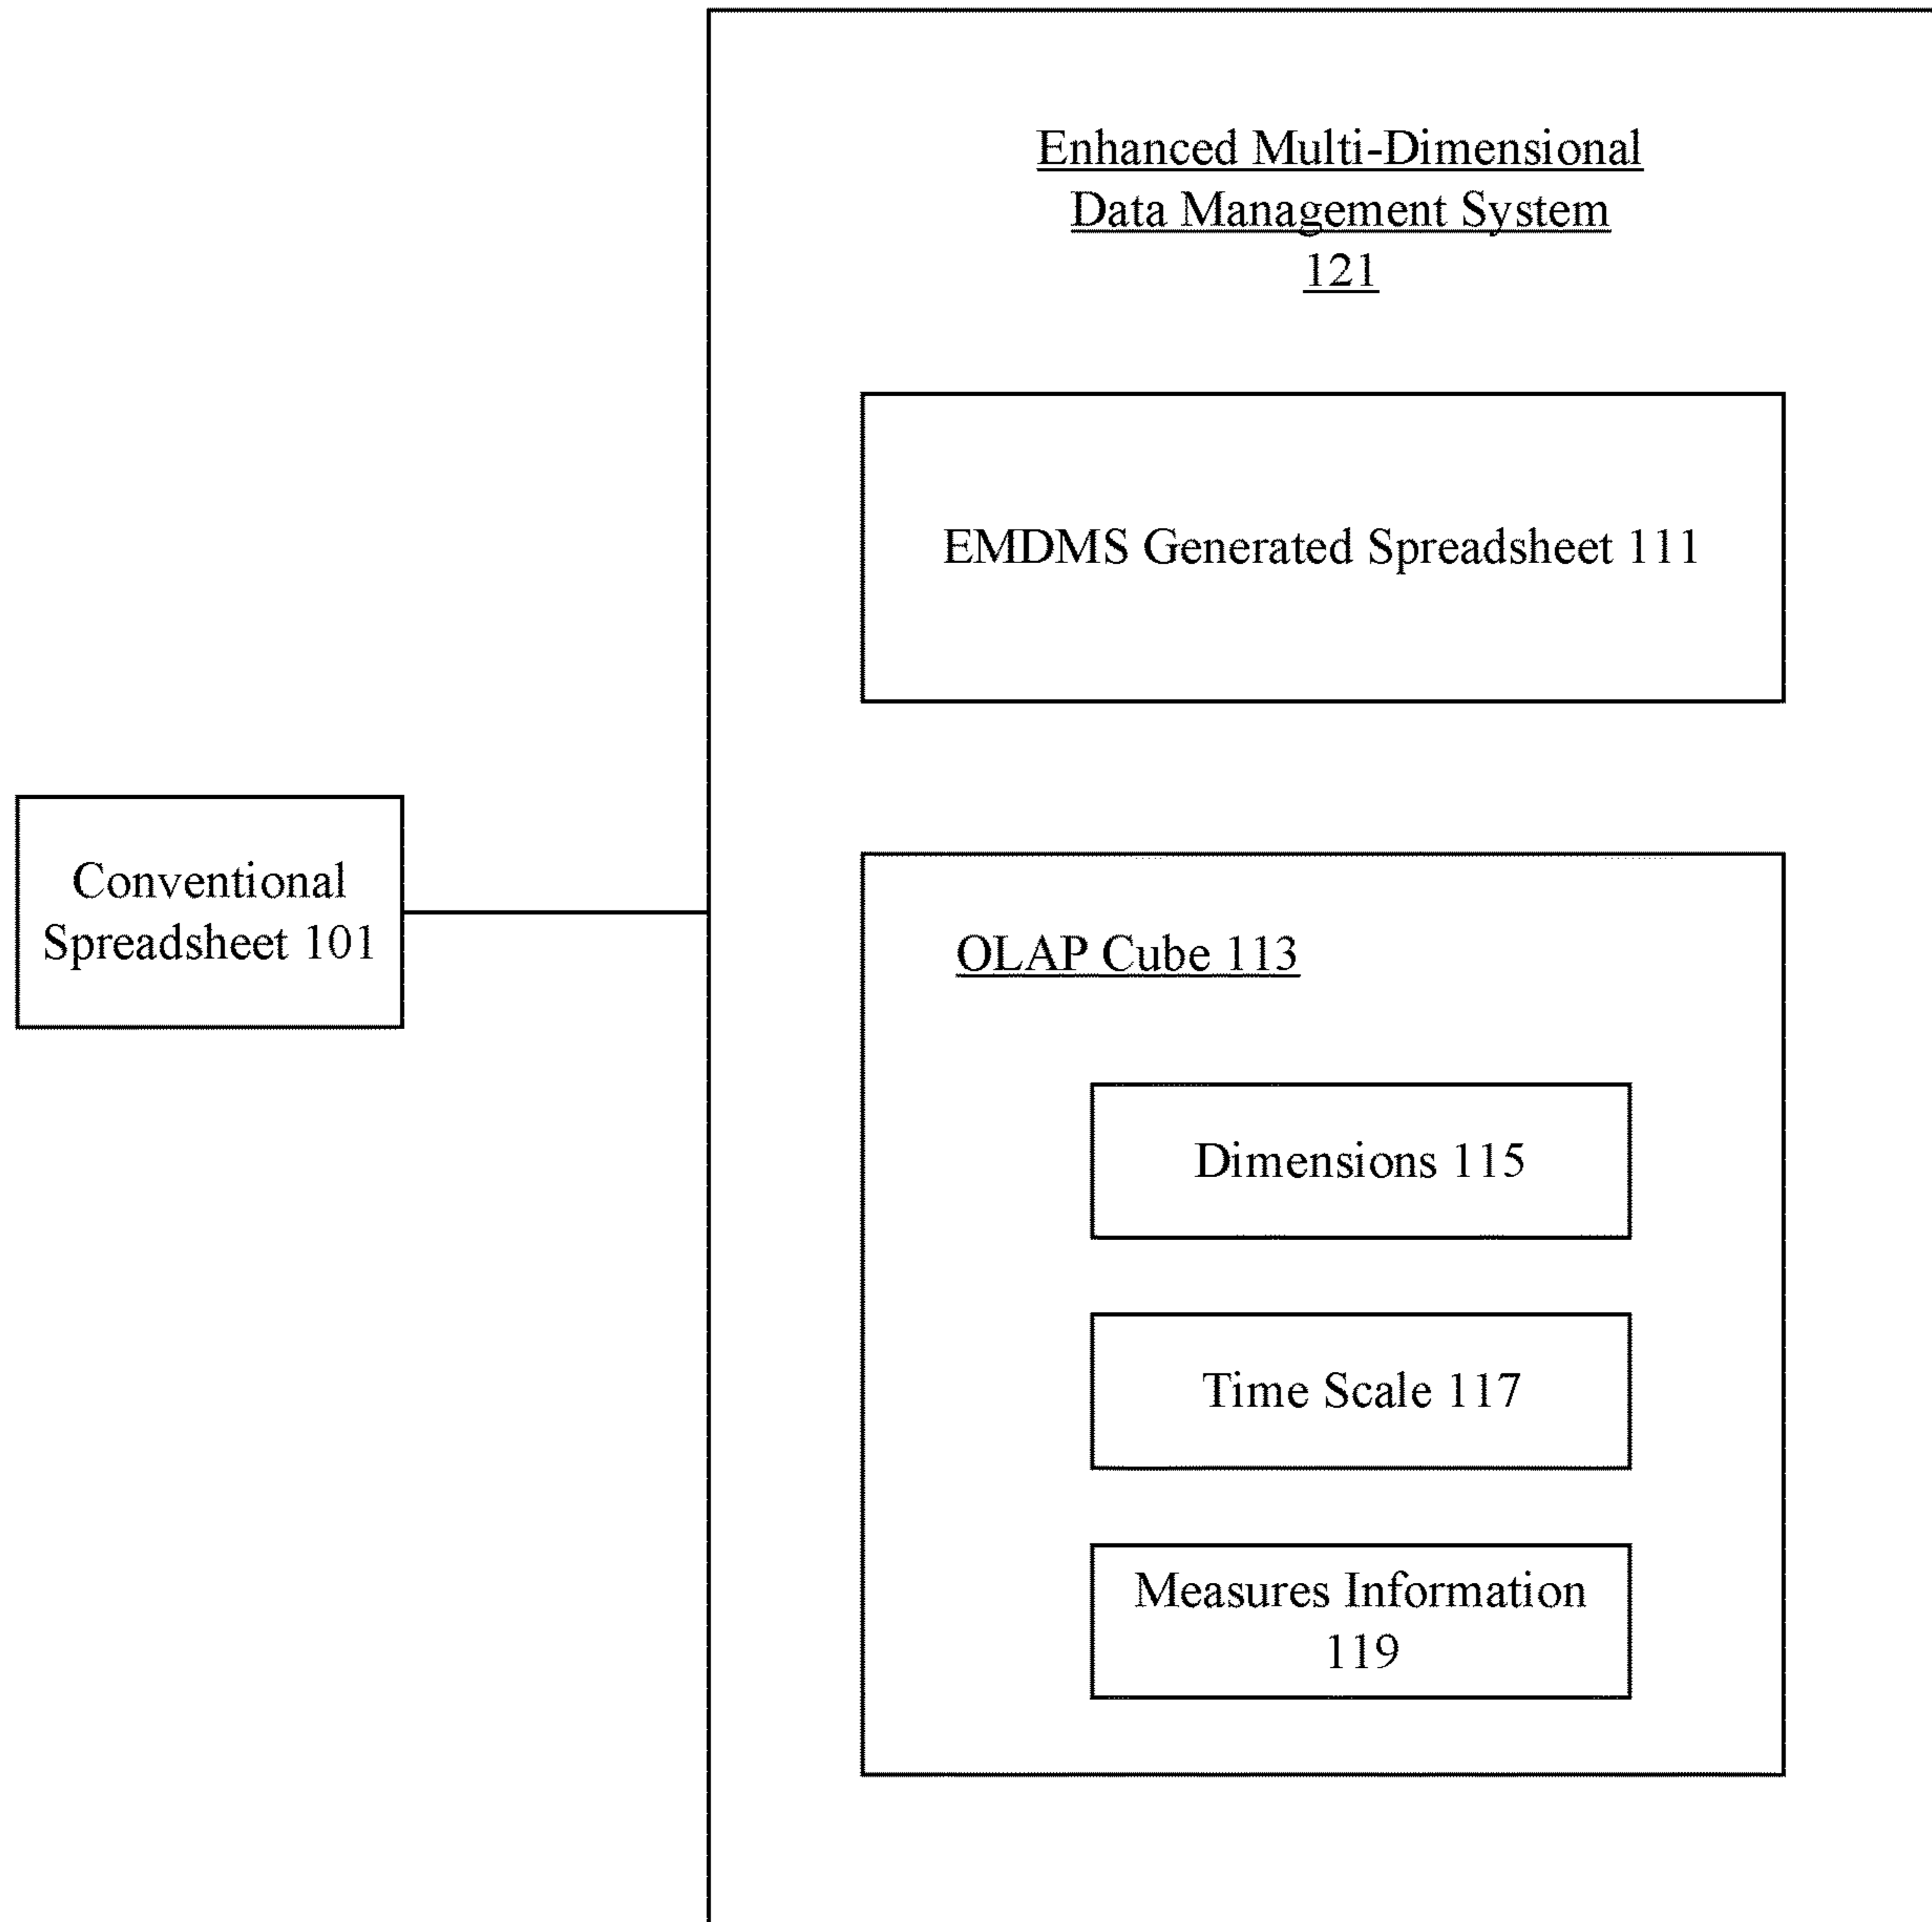 Enhanced Multi-Dimensional
Data Management System
121
EMDMS Generated Spreadsheet 111
Conventional
Spreadsheet 101
OLAP Cube 113
Dimensions 115
Time Scale 117
Measures Information
119